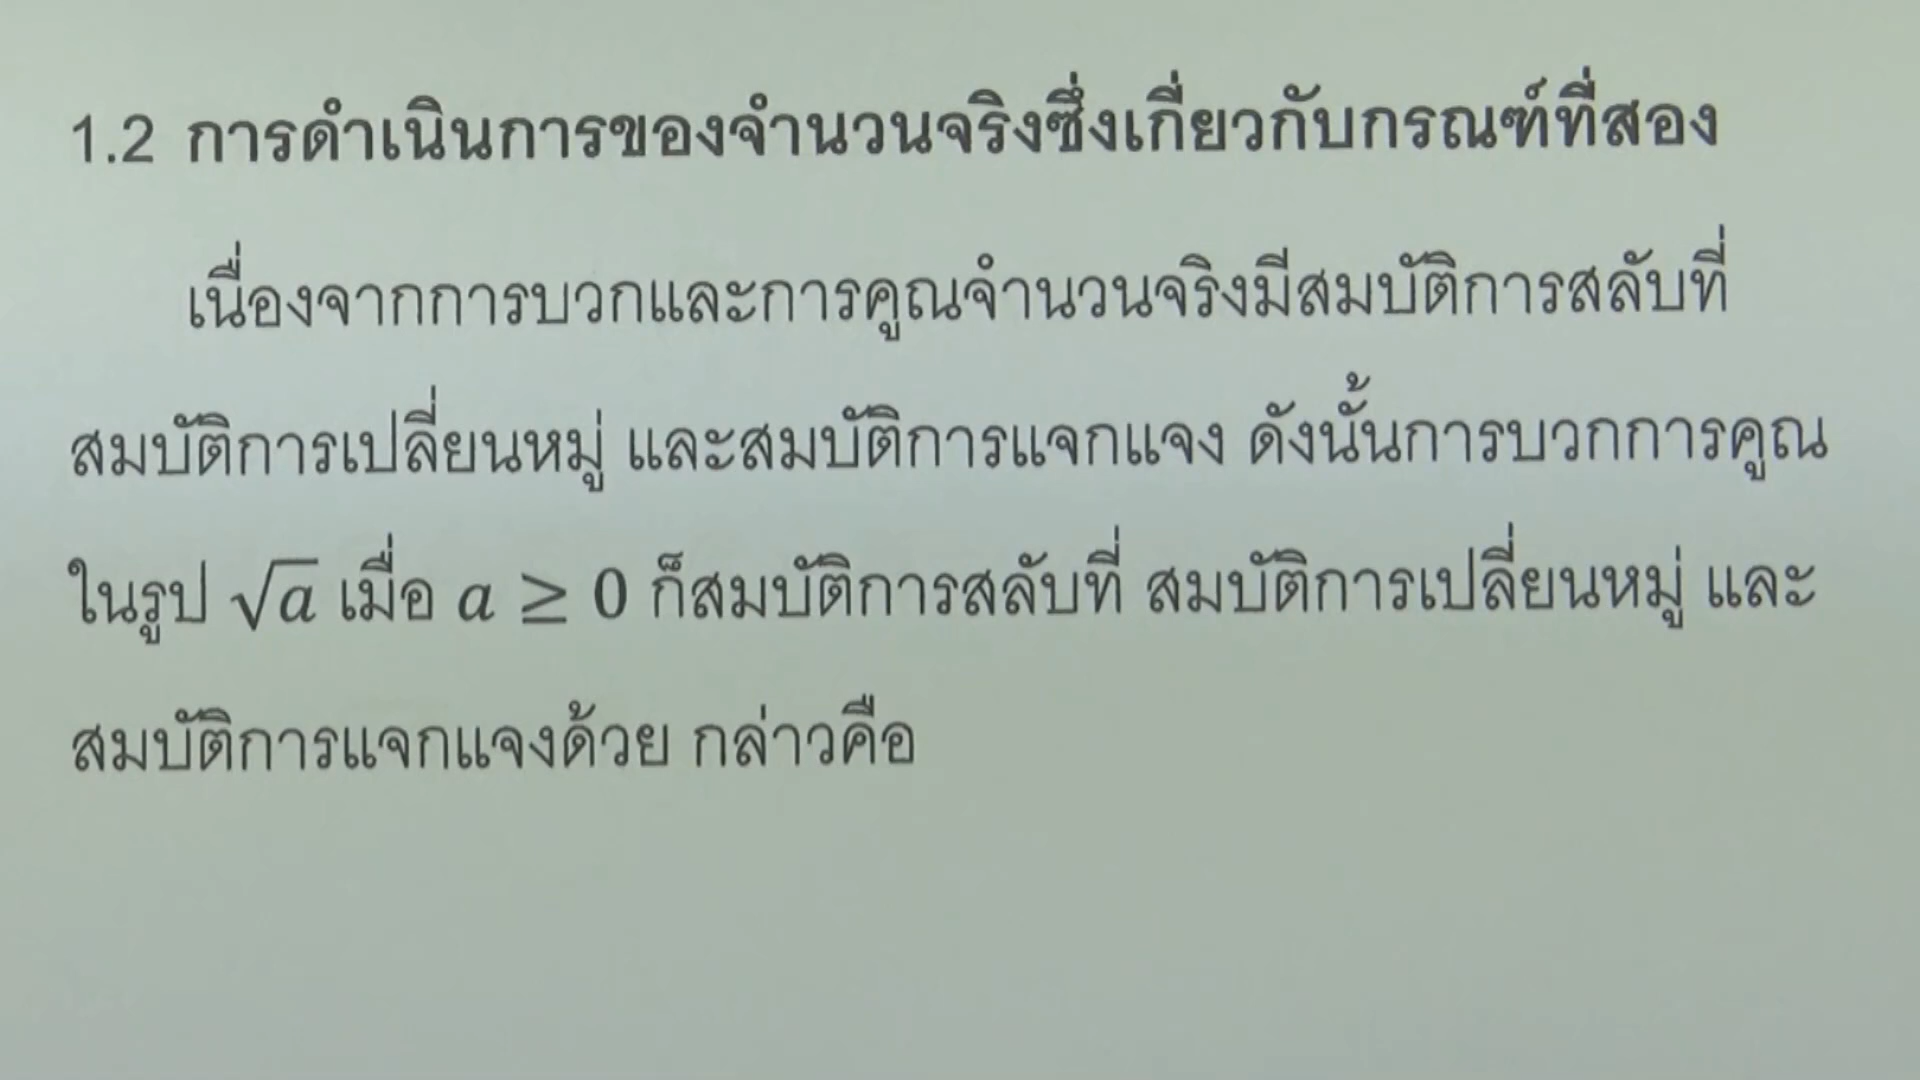 1.2 การดำเนินการของจำนวนจริงซึ่งเกี่ยวกับกรณฑ์ที่สอง
เนื่องจากการบวกและการคูณจำนวนจริงมีสมบัติการสลับที่
สมบัติการเปลี่ยนหมู่ และสมบัติการแจกแจง ดังนั้นการบวกการคูณ
ในรูป √a เมื่อ a ≥ 0 ก็สมบัติการสลับที่ สมบัติการเปลี่ยนหมู่ และ
สมบัติการแจกแจงด้วย กล่าวคือ